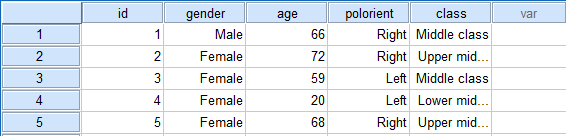 id gender age polorient class var
1 1 Male 66 Right Middle class
2 2 Female 72 Right Upper mid...
3 3 Female 59 Left Middle class
4 4 Female 20 Left Lower mid...
5 5 Female 68 Right Upper mid...